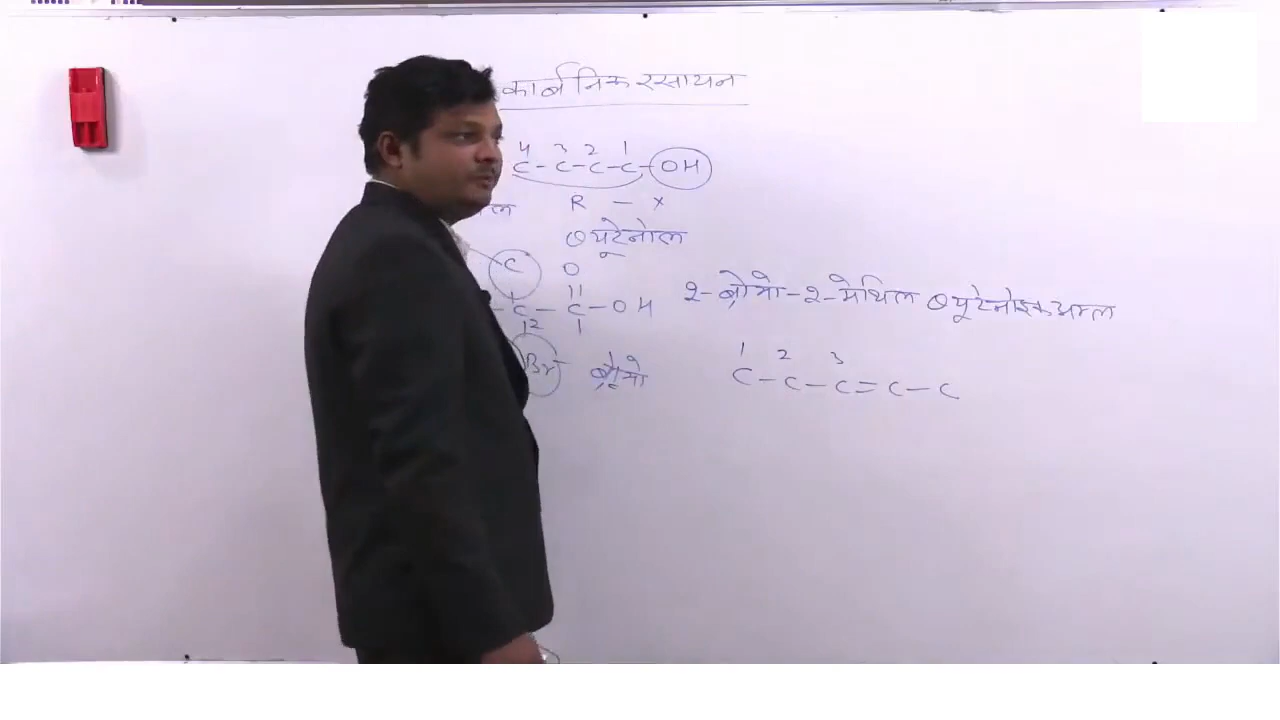 कार्बनिक रसायन
4 3 2 1
C-C-C-C-OH
R - X
ब्यूटेनोल
C O
-C-C-OH
2 1
Br
2-ब्रोमो-2-मेथिल ब्यूटेनोइक अम्ल
1 2 3
C-C-C=C-C